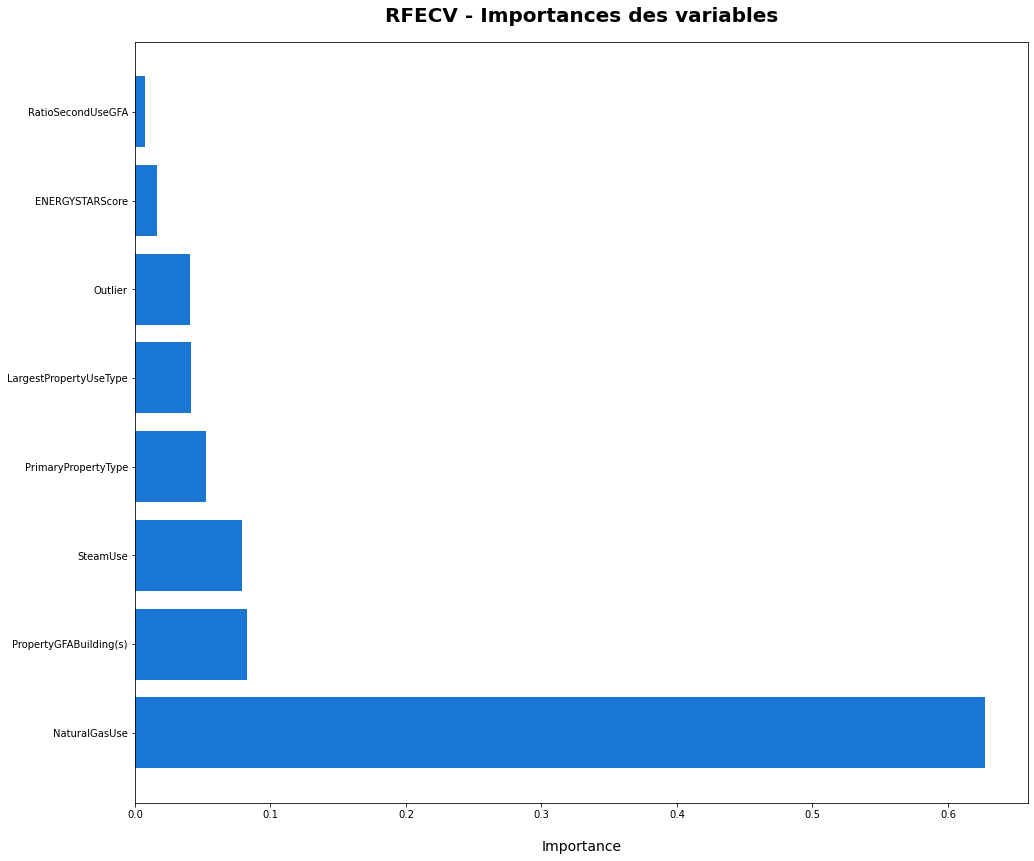 RFECV - Importances des variables
RatioSecondUseGFA
ENERGYSTARScore
Outlier
LargestPropertyUseType
PrimaryPropertyType
SteamUse
PropertyGFABuilding(s)
NaturalGasUse
0.0 0.1 0.2 0.3 0.4 0.5 0.6
Importance